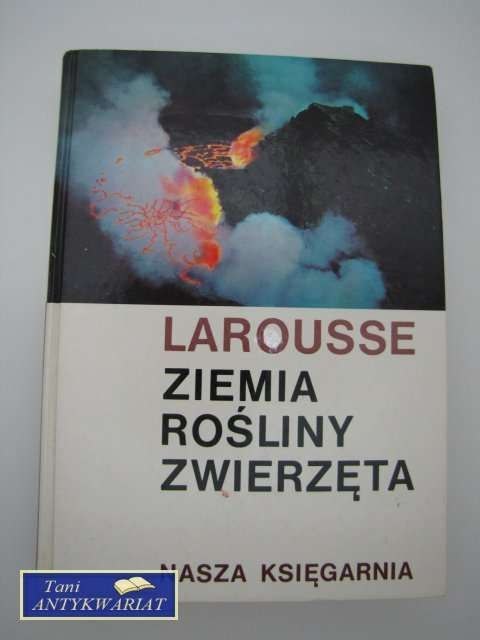 LAROUSSE
ZIEMIA
ROŚLINY
ZWIERZĘTA
NASZA KSIĘGARNIA
Tani
ANTYKWARIAT